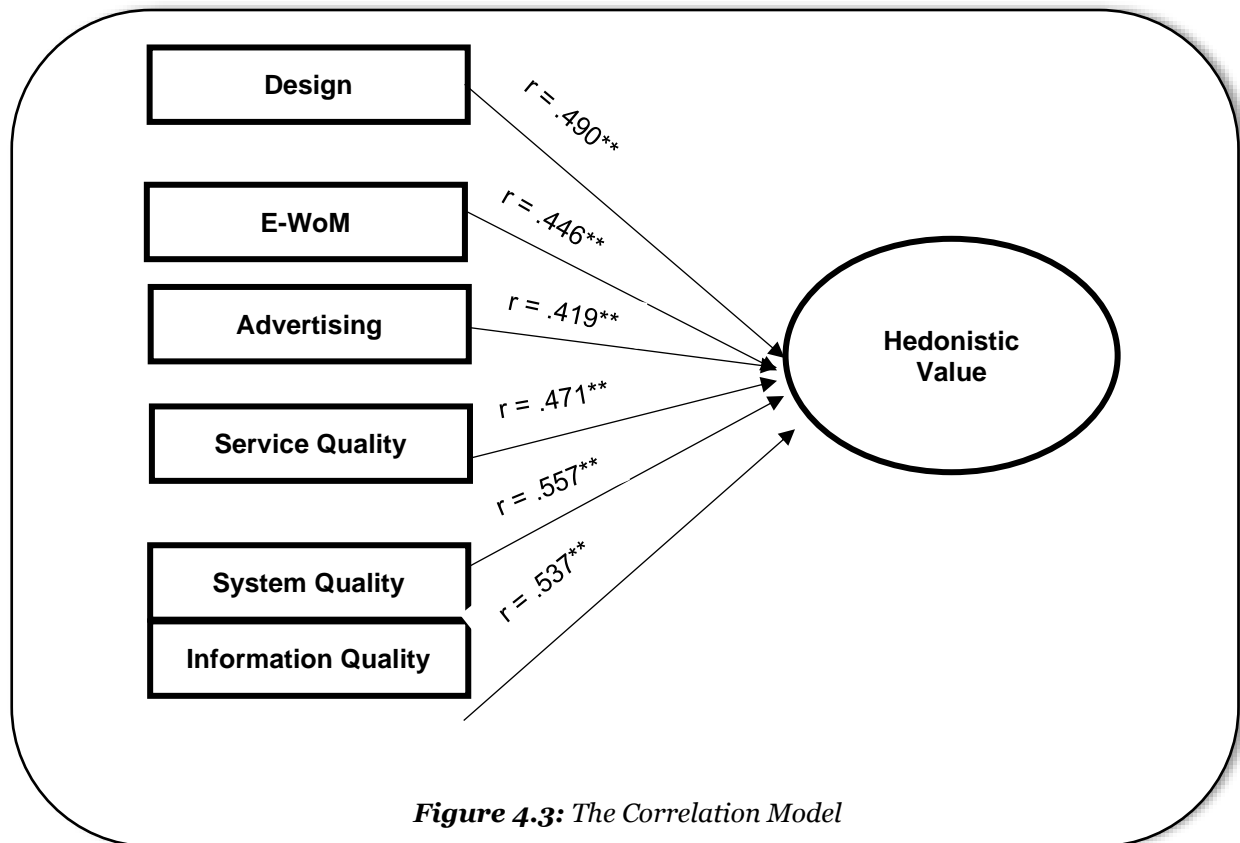 Design
r = .490**
E-WoM
r = .446**
Advertising
r = .419**
Service Quality
r = .471**
System Quality
r = .557**
Information Quality
r = .537**
Hedonistic
Value
Figure 4.3: The Correlation Model